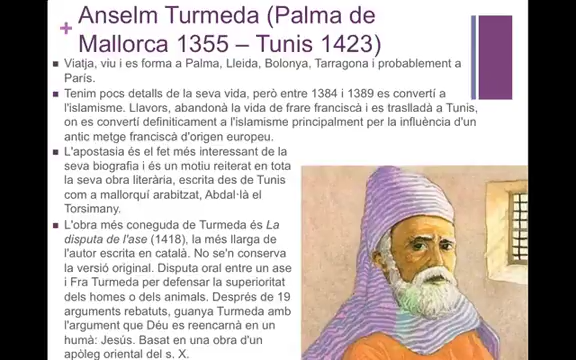 + Anselm Turmeda (Palma de
Mallorca 1355 – Tunis 1423)
Viatja, viu i es forma a Palma, Lleida, Bolonya, Tarragona i probablement a
París.
Tenim pocs detalls de la seva vida, però entre 1384 i 1389 es convertí a
l'islamisme. Llavors, abandonà la vida de frare franciscà i es traslladà a Tunis,
on es convertí definiticament a l'islamisme principalment per la influència d'un
antic metge franciscà d'origen europeu.
L'apostasia és el fet més interessant de la
seva biografia i és un motiu reiterat en tota
la seva obra literària, escrita des de Tunis
com a mallorquí arabitzat, Abdal·là el
Torsimany.
L'obra més coneguda de Turmeda és La
disputa de l'ase (1418), la més llarga de
l'autor escrita en català. No se'n conserva
la versió original. Disputa oral entre un ase
i Fra Turmeda per defensar la superioritat
dels homes o dels animals. Després de 19
arguments rebatuts, guanya Turmeda amb
l'argument que Déu es reencarnà en un
humà: Jesús. Basat en una obra d'un
apòleg oriental del s. X.